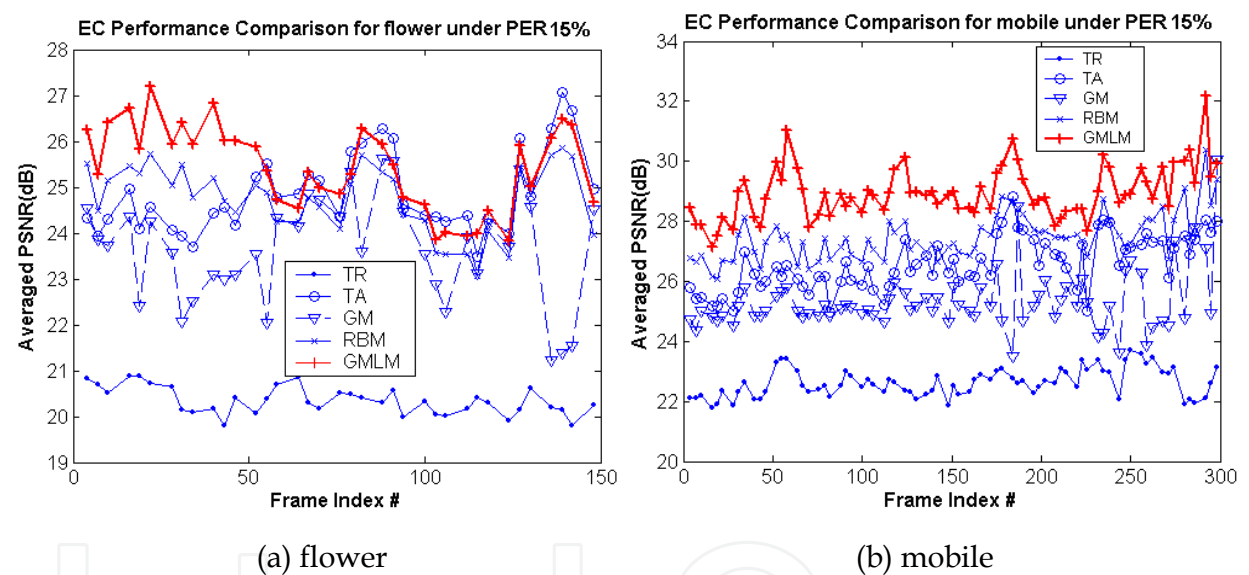 EC Performance Comparison for flower under PER 15%
28
27
26
25
24
23
22
21
20
19
Averaged PSNR(dB)
TR
TA
GM
RBM
GMLM
0
50
100
150
Frame Index #
(a) flower
EC Performance Comparison for mobile under PER 15%
34
32
30
28
26
24
22
20
Averaged PSNR(dB)
TR
TA
GM
RBM
GMLM
0
50
100
150
200
250
300
Frame Index #
(b) mobile